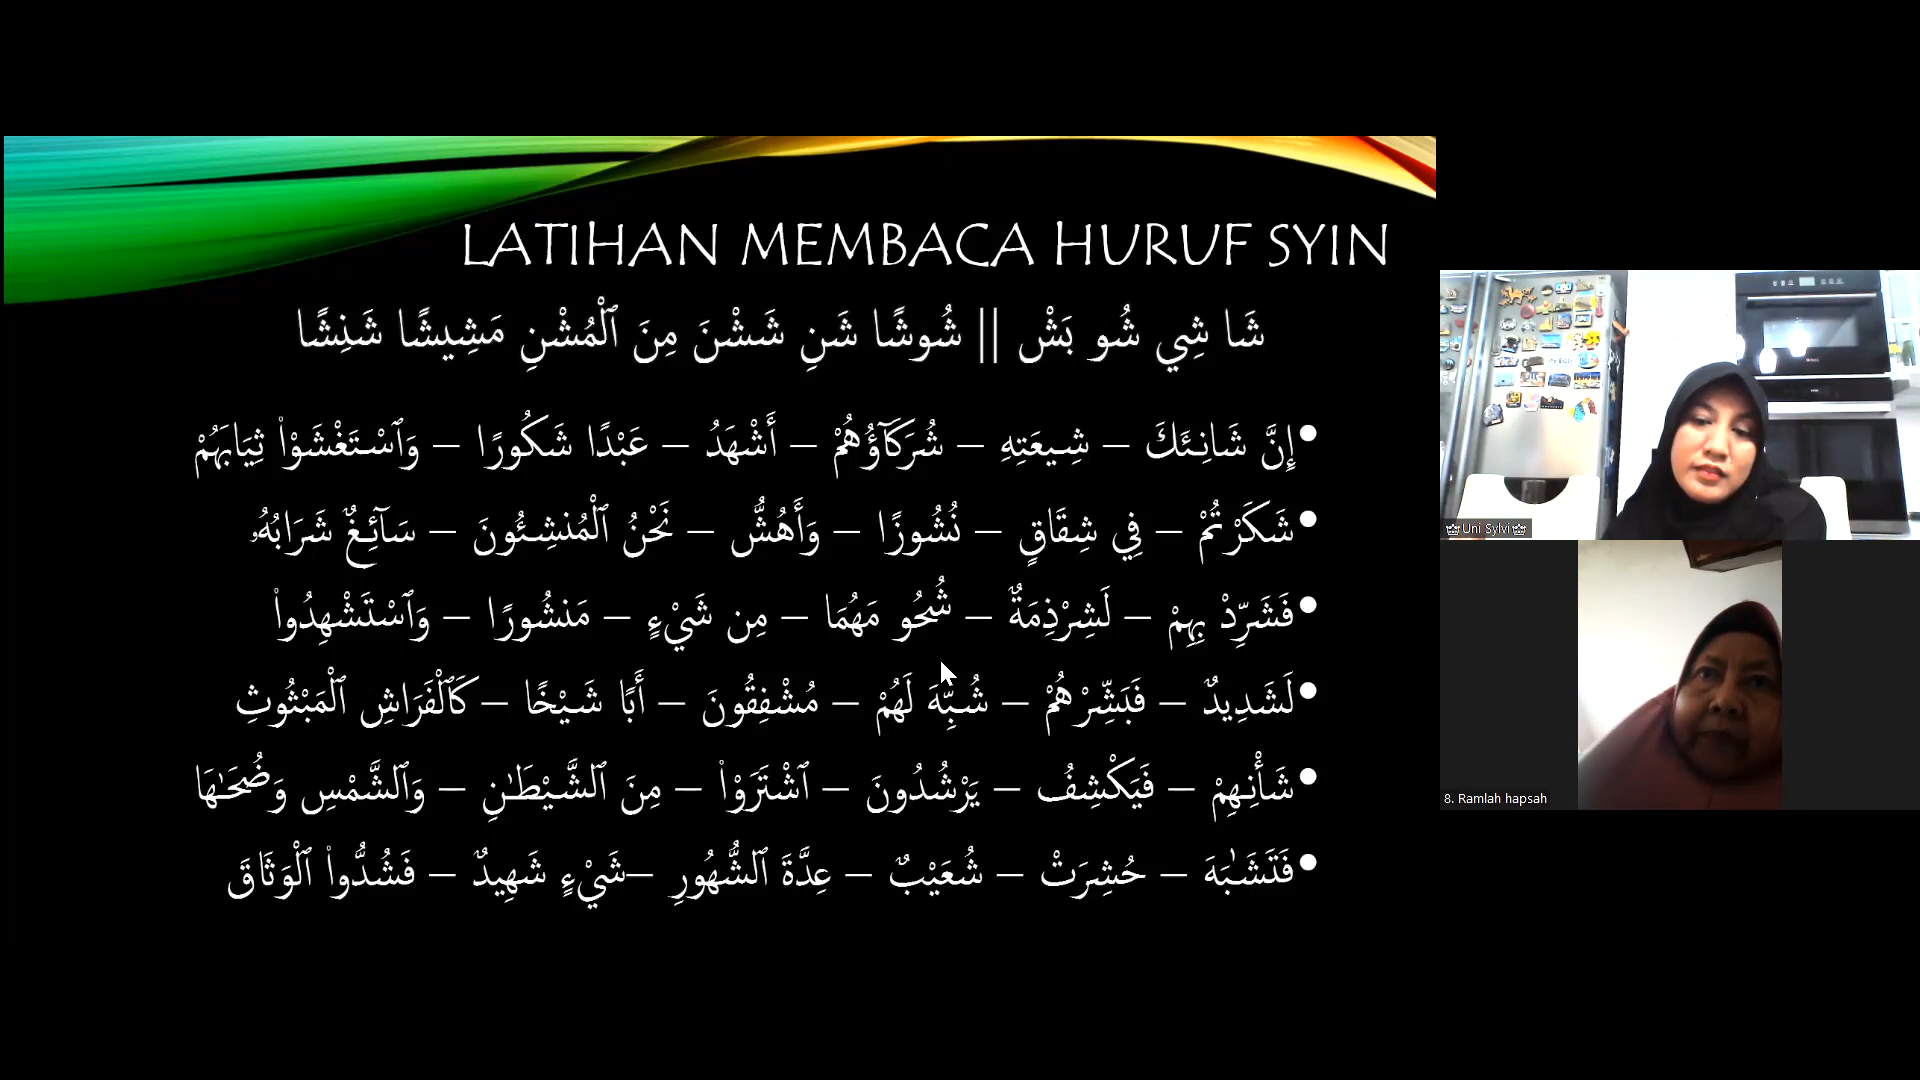 LATIHAN MEMBACA HURUF SYIN
شَا شِي شُو بَشْ || شُوشًا شَنِ شَشْنَ مِنَ ٱلْمُشْنِ مَشِيشًا شَنِشًا
•إِنَّ شَانِئَكَ – شِيعَتِهِ – شُرَكَآؤُهُمْ – أَشْهَدُ – عَبْدًا شَكُورًا – وَٱسْتَغْشَوْا۟ ثِيَابَهُمْ
•شَكَرْتُمْ – فِي شِقَاقٍ – نُشُوزًا – وَأَهُشُّ – نَحْنُ ٱلْمُنشِئُونَ – سَآئِغٌ شَرَابُهُۥ
•فَشَرِّدْ بِهِمْ – لَشِرْذِمَةٌ – شُحُو مَهُمَا – مِن شَيْءٍ – مَنشُورًا – وَٱسْتَشْهِدُوا۟
•لَشَدِيدٌ – فَبَشِّرْهُمْ – شُبِّهَ لَهُمْ – مُشْفِقُونَ – أَبًا شَيْخًا – كَٱلْفَرَاشِ ٱلْمَبْثُوثِ
•شَأْنِهِمْ – فَيَكْشِفُ – يَرْشُدُونَ – ٱشْتَرَوْا۟ – مِنَ ٱلشَّيْطَـٰنِ – وَٱلشَّمْسِ وَضُحَىٰهَا
•فَتَشَـٰبَهَ – حُشِرَتْ – شُعَيْبٌ – عِدَّةَ ٱلشُّهُورِ –شَيْءٍ شَهِيدٌ – فَشُدُّوا۟ ٱلْوَثَاقَ
Uni Sylvi
8. Ramlah hapsah